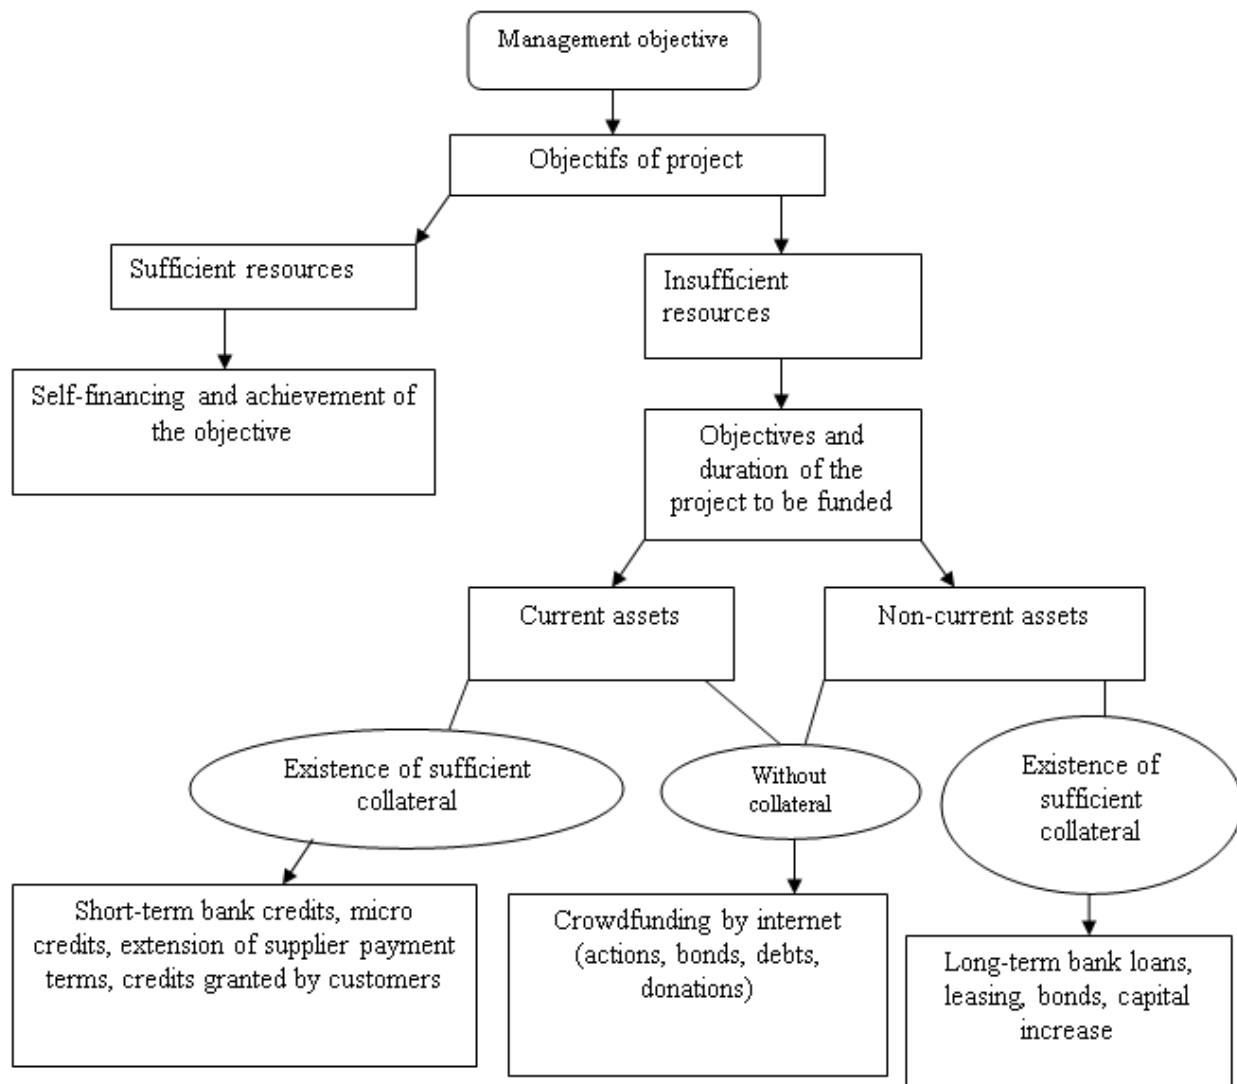 Management objective
Objectifs of project
Sufficient resources
Insufficient
resources
Self-financing and achievement of
the objective
Objectives and
duration of the
project to be funded
Current assets
Non-current assets
Existence of sufficient
collateral
Without
collateral
Existence of
sufficient
collateral
Short-term bank credits, micro
credits, extension of supplier payment
terms, credits granted by customers
Crowdfunding by internet
(actions, bonds, debts,
donations)
Long-term bank loans,
leasing, bonds, capital
increase